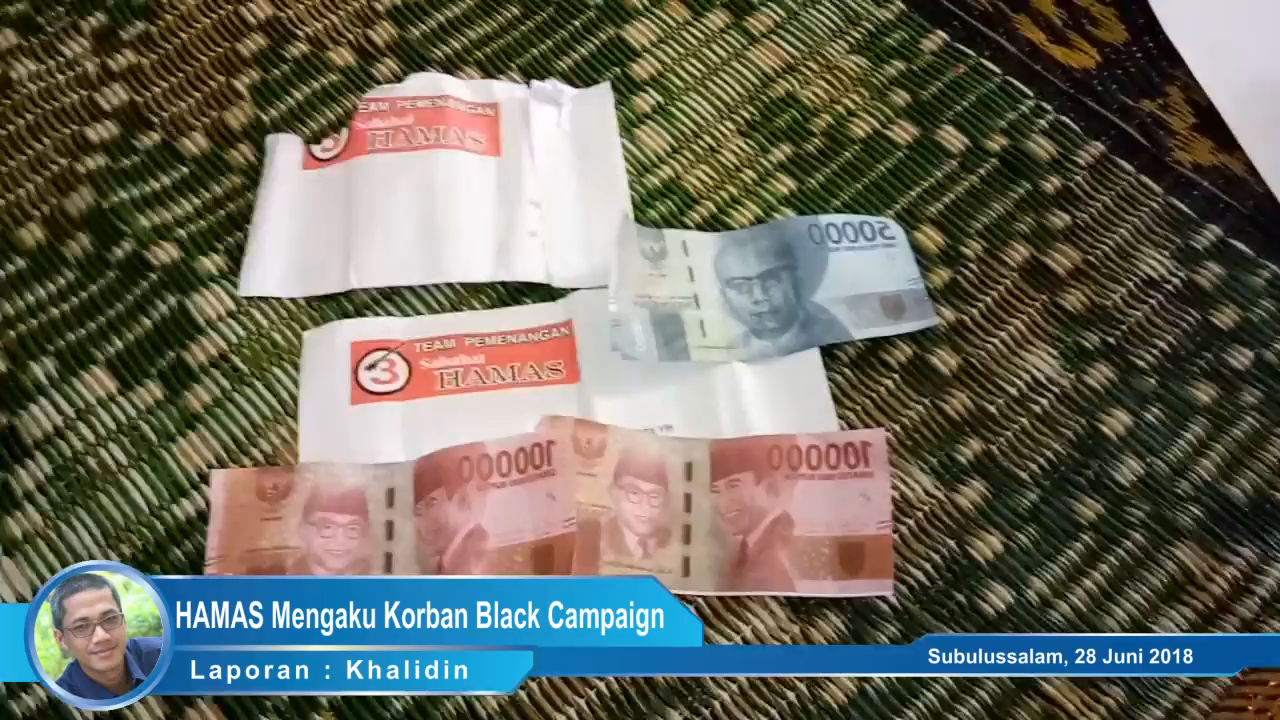 TEAM PEMENANGAN
Sahabat
HAMAS
50000
3
TEAM PEMENANGAN
Sahabat
HAMAS
100000
100000
HAMAS Mengaku Korban Black Campaign
Laporan : Khalidin
Subulussalam, 28 Juni 2018